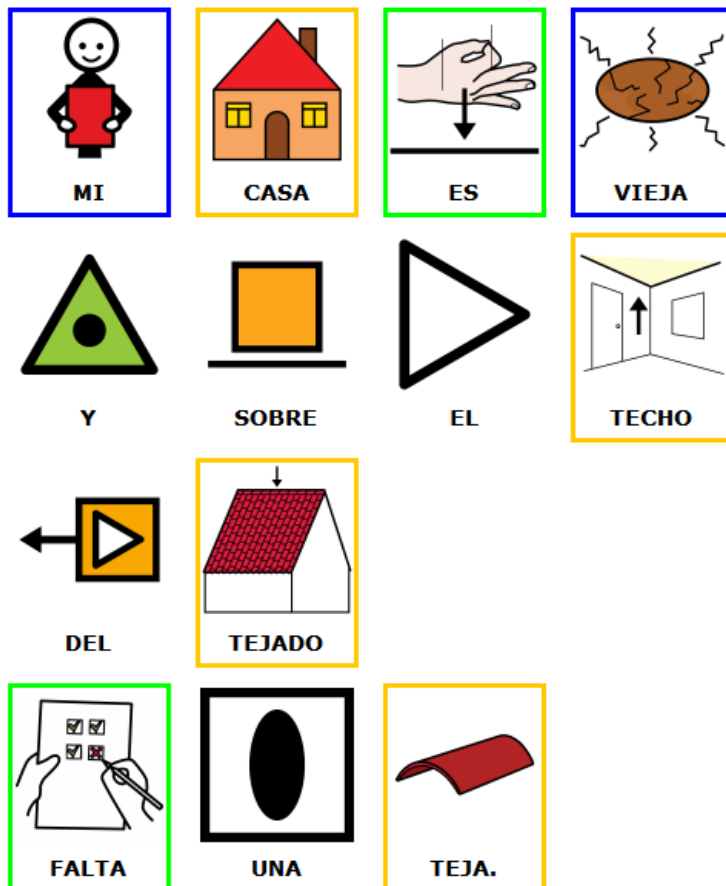 MI CASA ES VIEJA
Y SOBRE EL TECHO
DEL TEJADO
FALTA UNA TEJA.